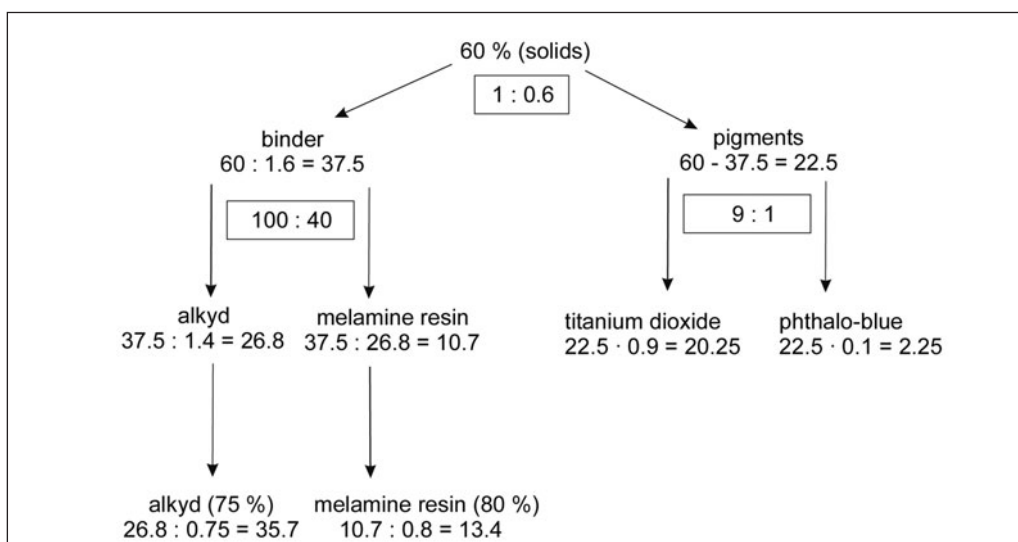 60 % (solids)
1 : 0.6
binder
60 : 1.6 = 37.5
pigments
60 - 37.5 = 22.5
100 : 40
9 : 1
alkyd
37.5 : 1.4 = 26.8
melamine resin
37.5 : 26.8 = 10.7
titanium dioxide
22.5 · 0.9 = 20.25
phthalo-blue
22.5 · 0.1 = 2.25
alkyd (75 %)
26.8 : 0.75 = 35.7
melamine resin (80 %)
10.7 : 0.8 = 13.4